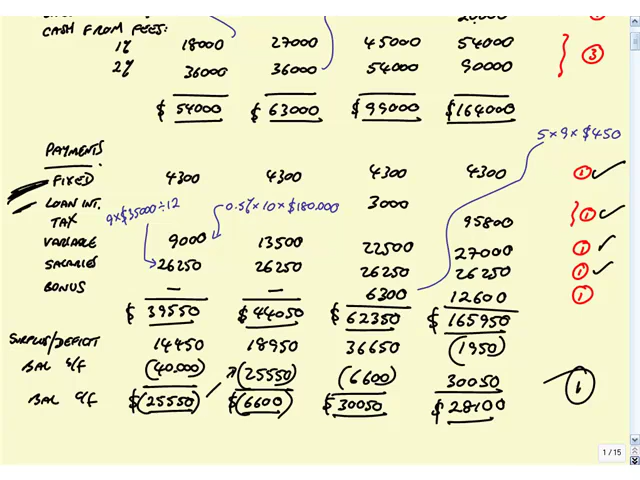 CASH FROM FEES:
1% 18000 27000 45000 54000
2% 36000 36000 54000 90000 3
$ 54000 $ 63000 $ 99000 $ 164000
5 × 9 × $450
PAYMENTS
FIXED 4300 4300 4300 4300 1
LOAN INT. 3000
9 × $35000 ÷ 12 0.5% × 10 × $180.000
TAX 95800 1
VARIABLE 9000 13500 22500 27000 1
SALARIES 26250 26250 26250 26250 1
BONUS — — 6300 12600 1
$ 39550 $ 44050 $ 62350 $ 165950
SURPLUS/DEFICIT 14450 18950 36650 (1950)
BAL b/f (40,000) (25550) (6600) 30050 1
BAL c/f $(25550) $(6600) $ 30050 $ 28100
1 / 15